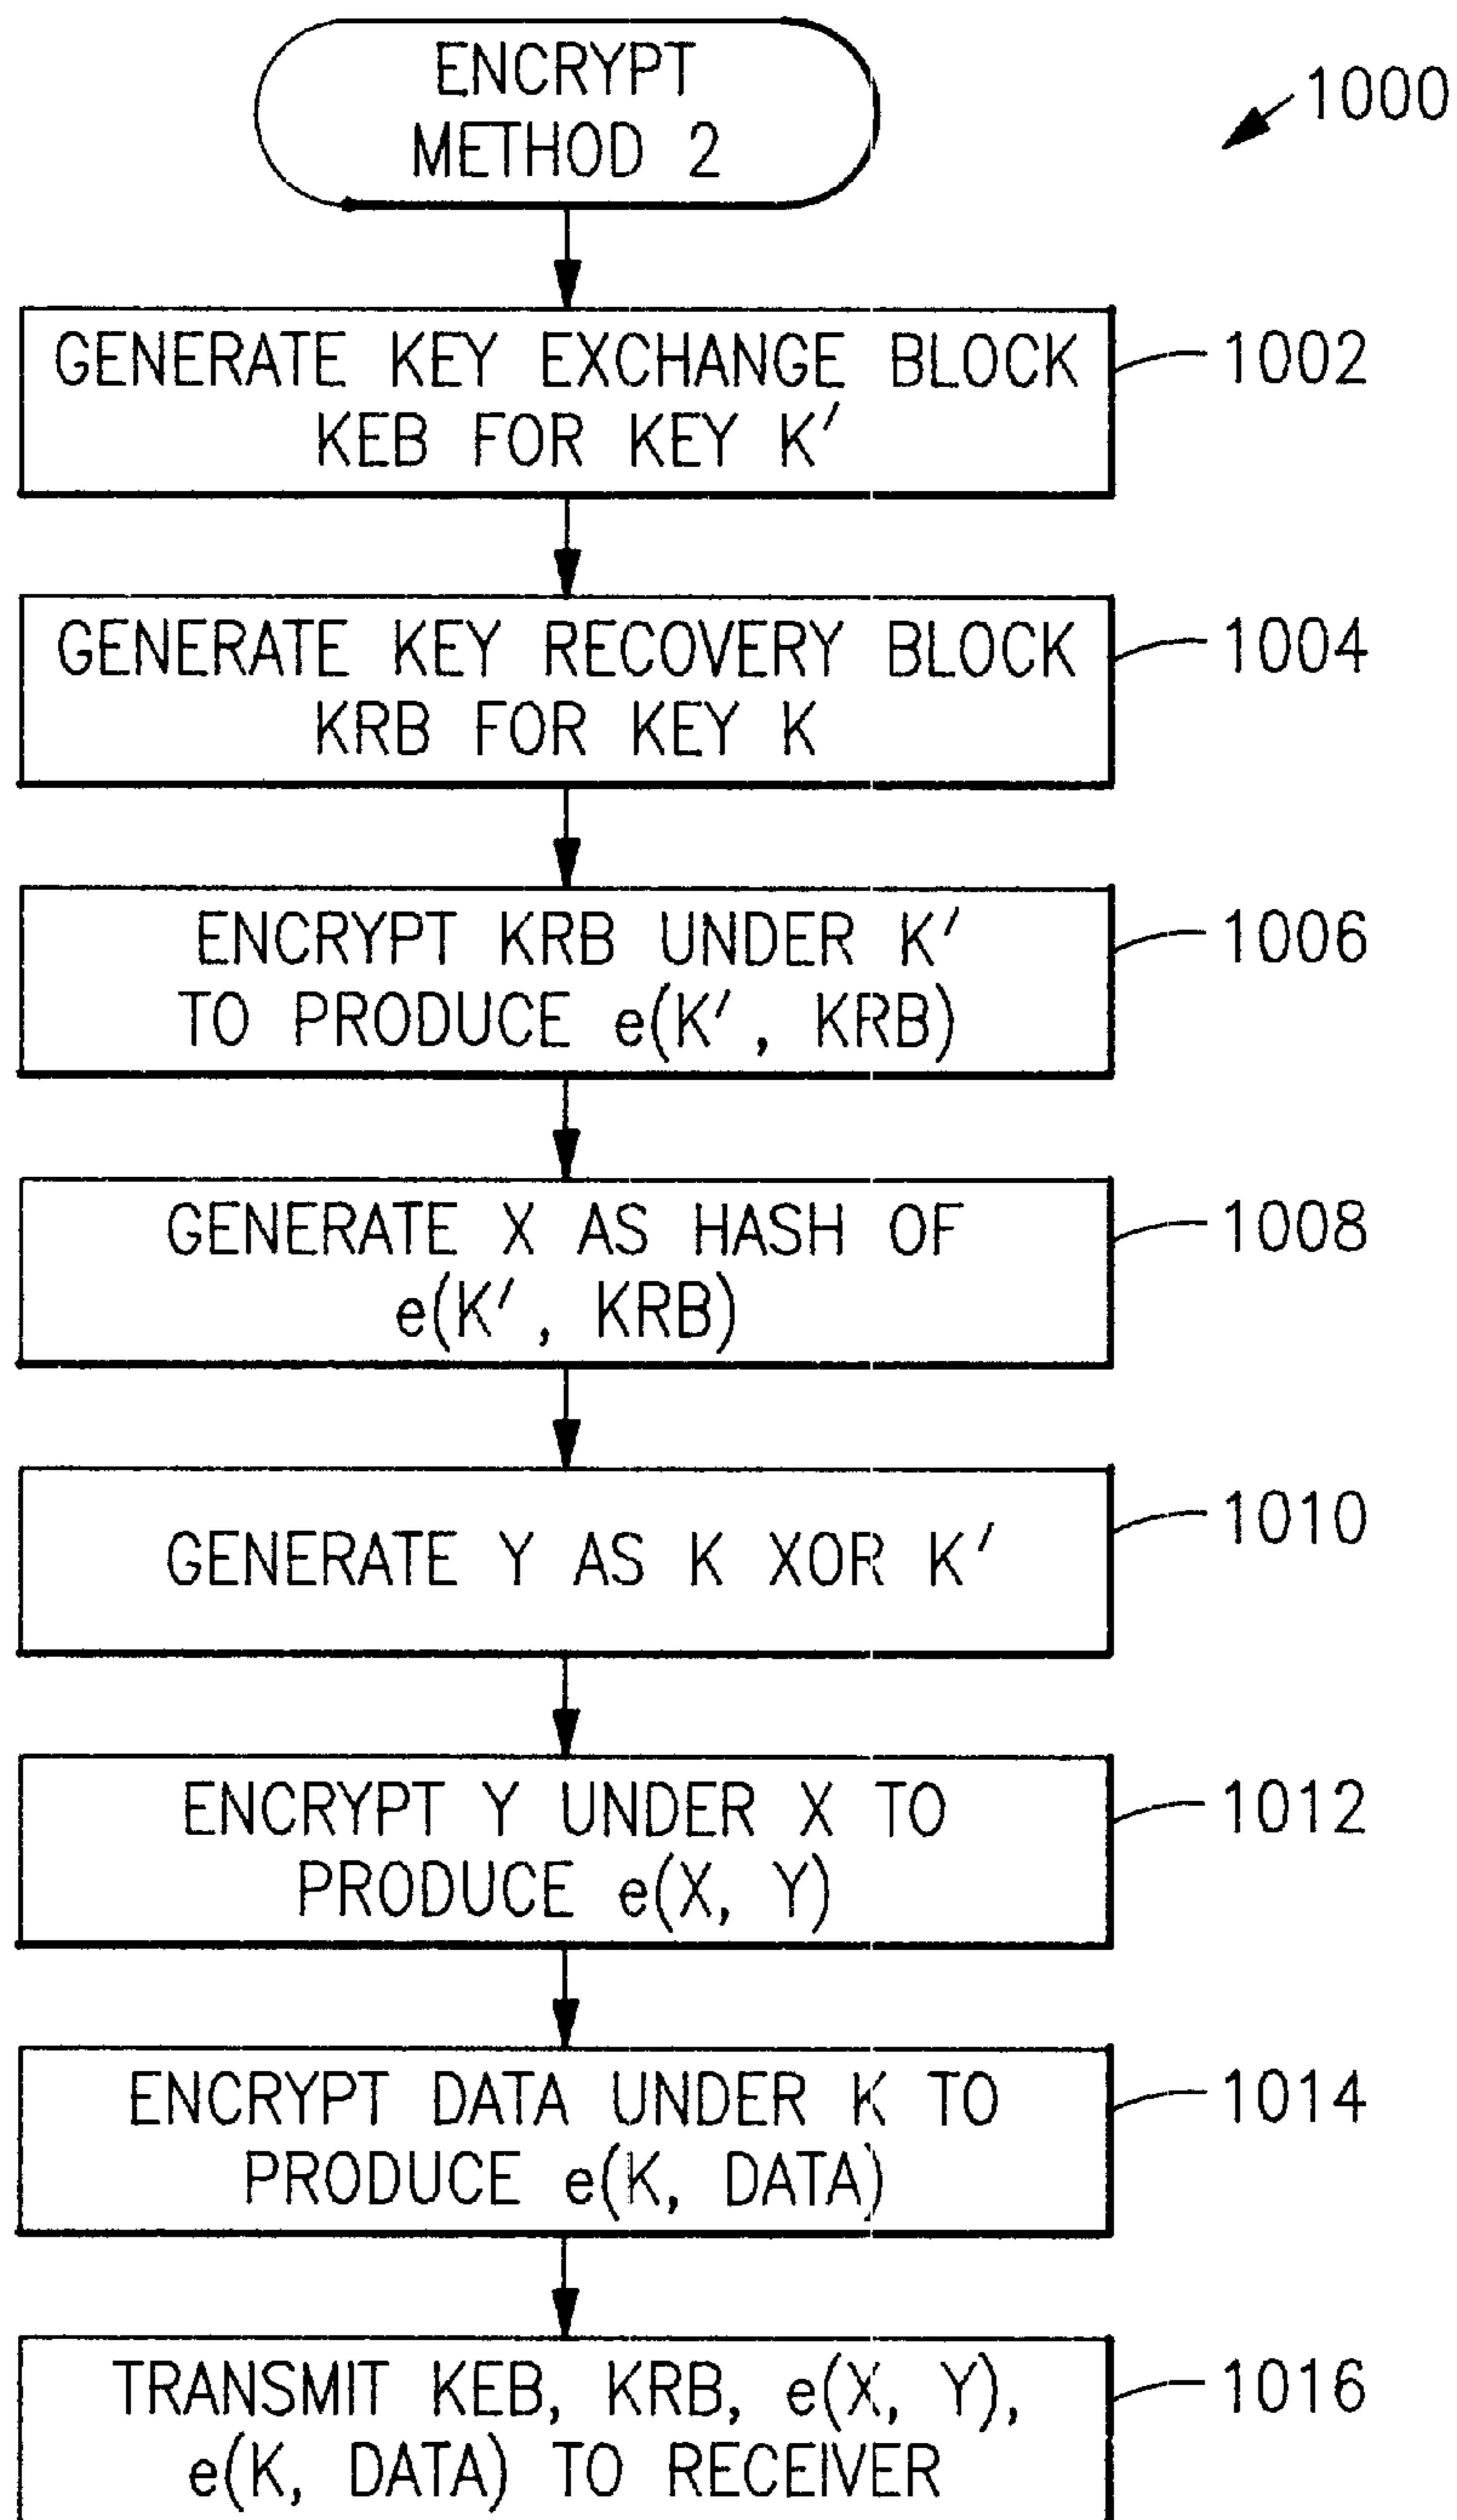 ENCRYPT
METHOD 2
1000
GENERATE KEY EXCHANGE BLOCK
KEB FOR KEY K'
1002
GENERATE KEY RECOVERY BLOCK
KRB FOR KEY K
1004
ENCRYPT KRB UNDER K'
TO PRODUCE e(K', KRB)
1006
GENERATE X AS HASH OF
e(K', KRB)
1008
GENERATE Y AS K XOR K'
1010
ENCRYPT Y UNDER X TO
PRODUCE e(X, Y)
1012
ENCRYPT DATA UNDER K TO
PRODUCE e(K, DATA)
1014
TRANSMIT KEB, KRB, e(X, Y),
e(K, DATA) TO RECEIVER
1016